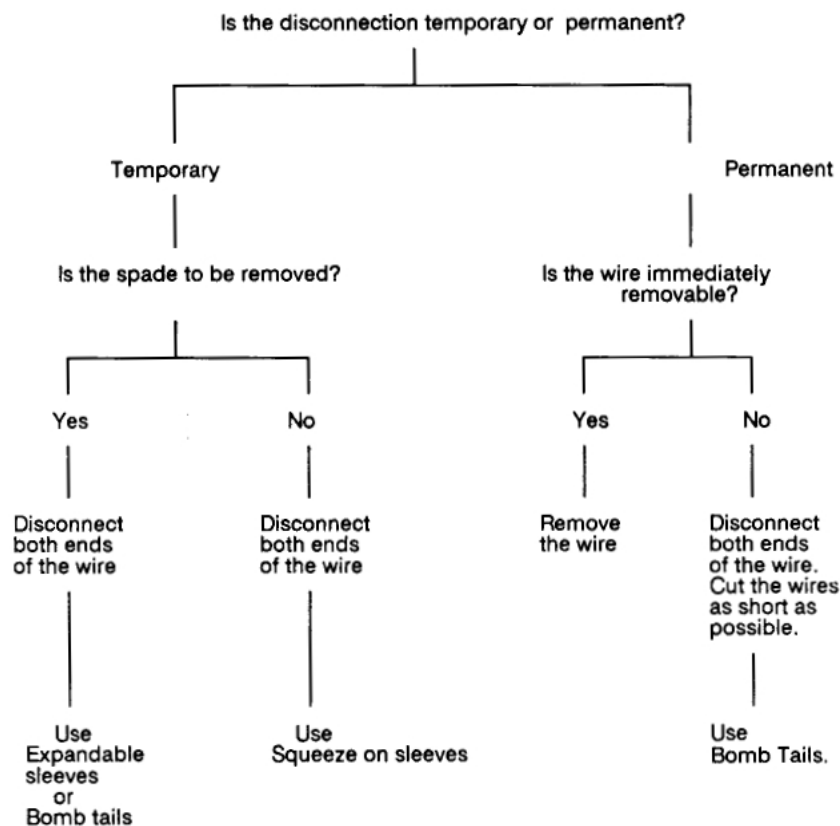 Is the disconnection temporary or permanent?
Temporary
Permanent
Is the spade to be removed?
Is the wire immediately
removable?
Yes
No
Yes
No
Disconnect
both ends
of the wire
Disconnect
both ends
of the wire
Remove
the wire
Disconnect
both ends
of the wire.
Cut the wires
as short as
possible.
Use
Expandable
sleeves
or
Bomb tails
Use
Squeeze on sleeves
Use
Bomb Tails.